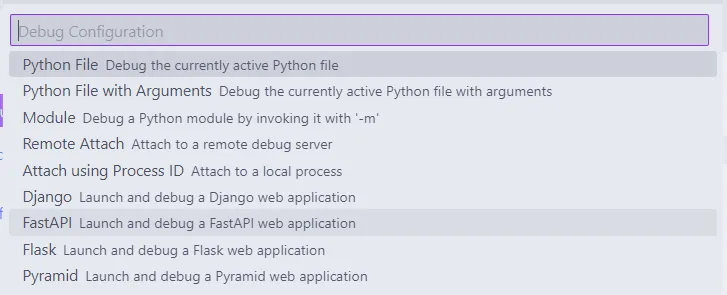 Debug Configuration
Python File Debug the currently active Python file
Python File with Arguments Debug the currently active Python file with arguments
Module Debug a Python module by invoking it with '-m'
Remote Attach Attach to a remote debug server
Attach using Process ID Attach to a local process
Django Launch and debug a Django web application
FastAPI Launch and debug a FastAPI web application
Flask Launch and debug a Flask web application
Pyramid Launch and debug a Pyramid web application